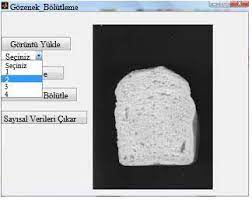 Gözenek_Bölütleme
Görüntü Yükle
Seçiniz
Seçiniz
1
2
3
4
e
Bölütle
Sayısal Verileri Çıkar